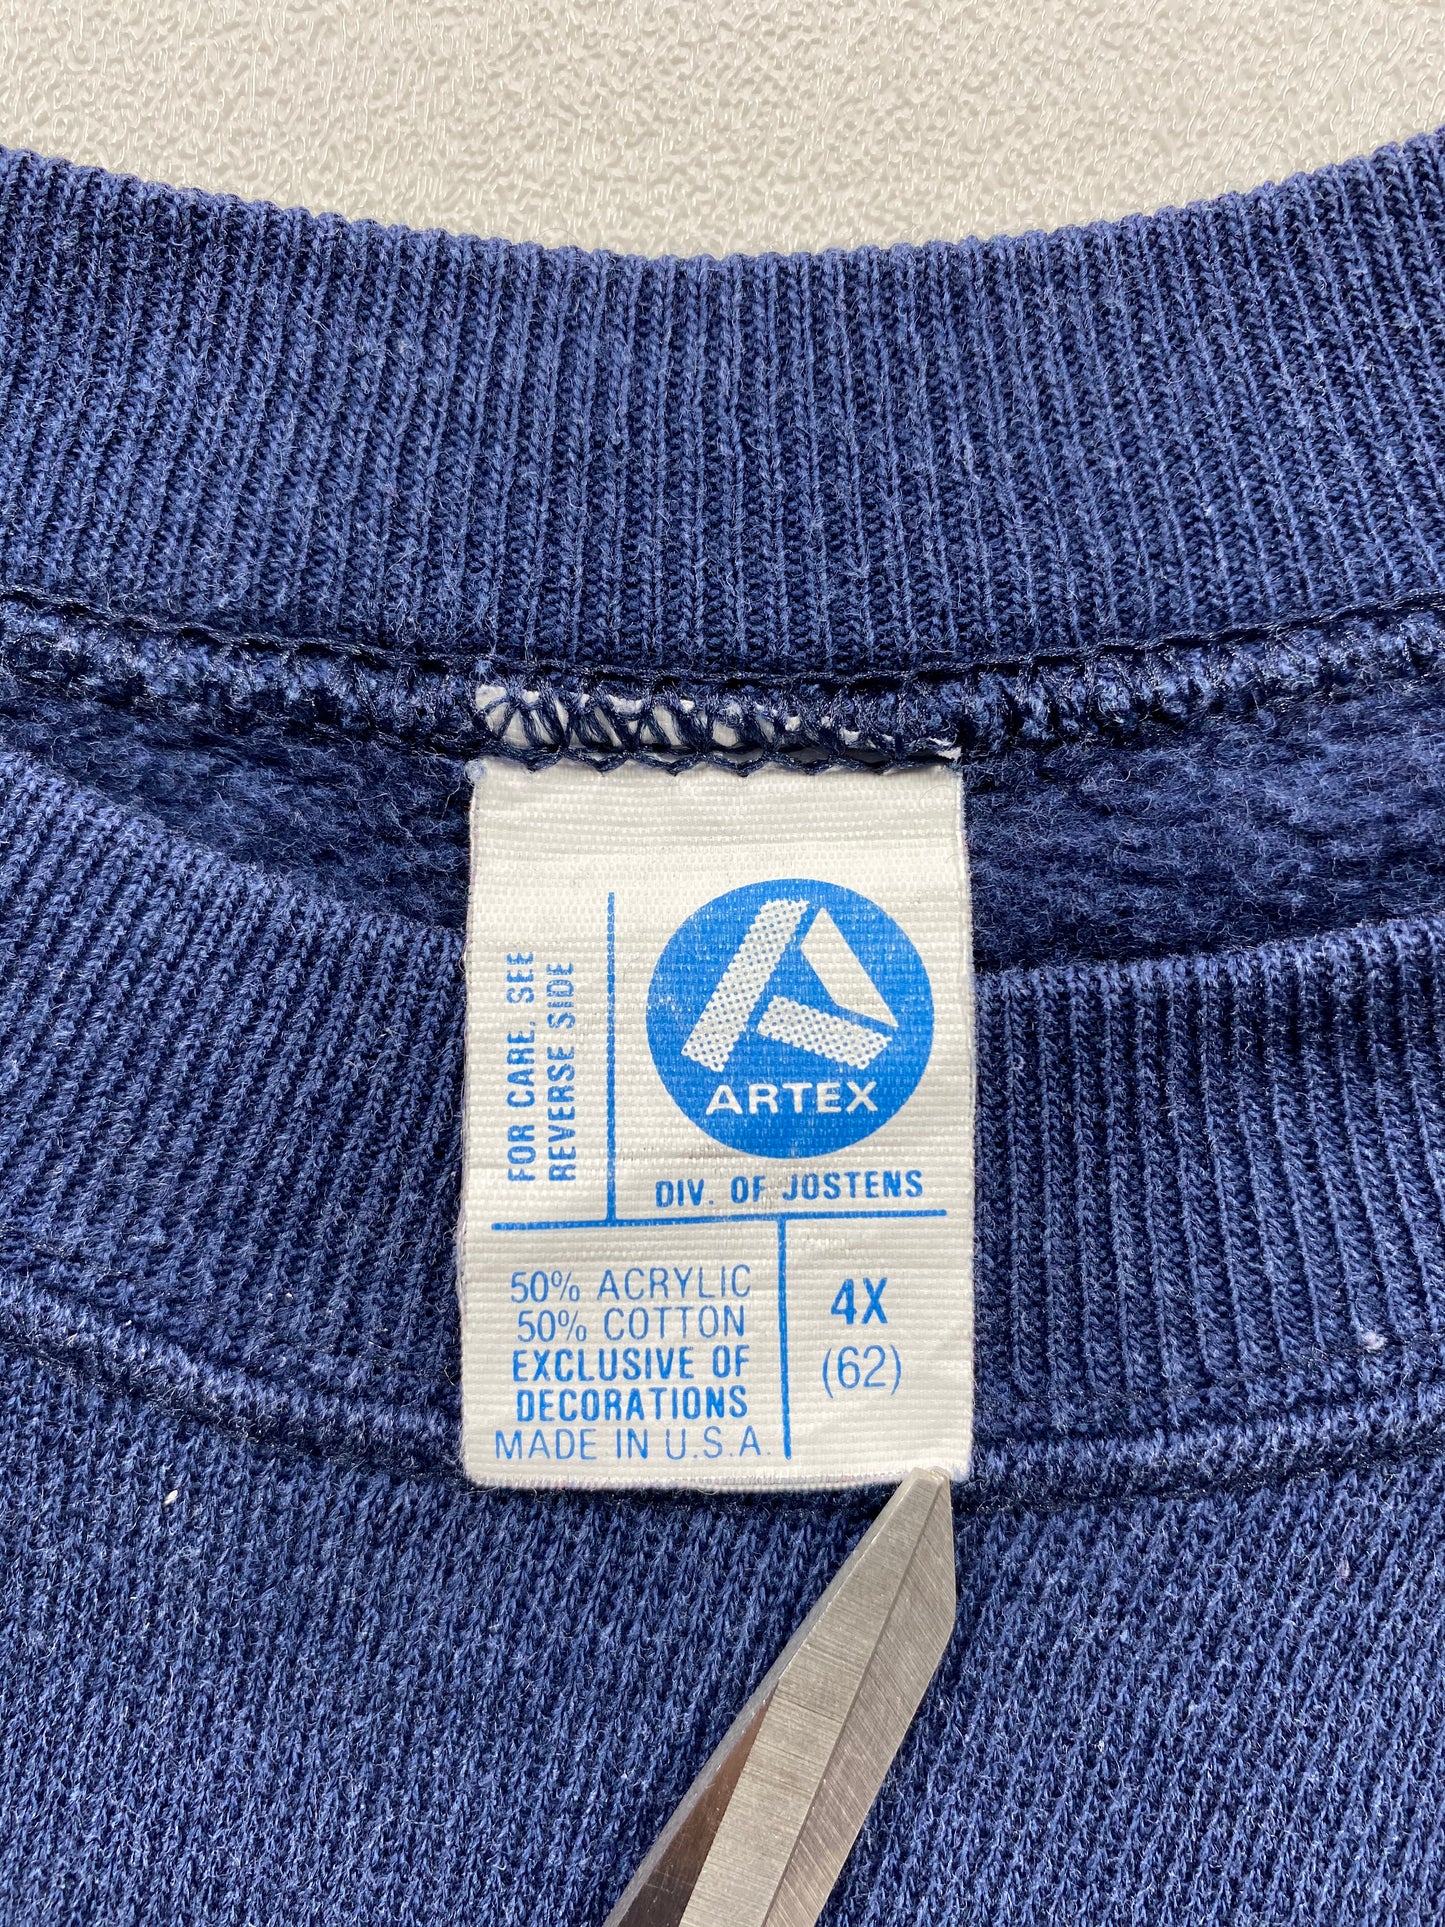 FOR CARE, SEE
REVERSE SIDE
ARTEX
DIV. OF JOSTENS
50% ACRYLIC
50% COTTON
EXCLUSIVE OF
DECORATIONS
MADE IN U.S.A.
4X
(62)